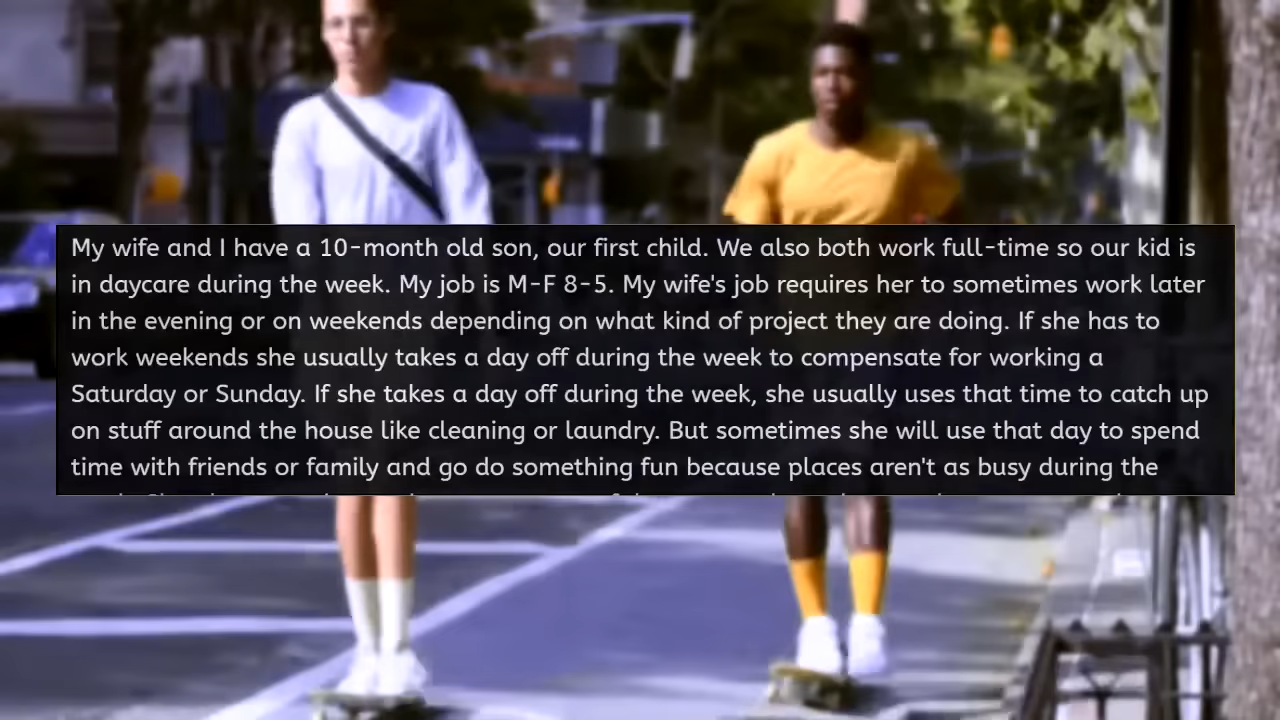 My wife and I have a 10-month old son, our first child. We also both work full-time so our kid is
in daycare during the week. My job is M-F 8-5. My wife's job requires her to sometimes work later
in the evening or on weekends depending on what kind of project they are doing. If she has to
work weekends she usually takes a day off during the week to compensate for working a
Saturday or Sunday. If she takes a day off during the week, she usually uses that time to catch up
on stuff around the house like cleaning or laundry. But sometimes she will use that day to spend
time with friends or family and go do something fun because places aren't as busy during the